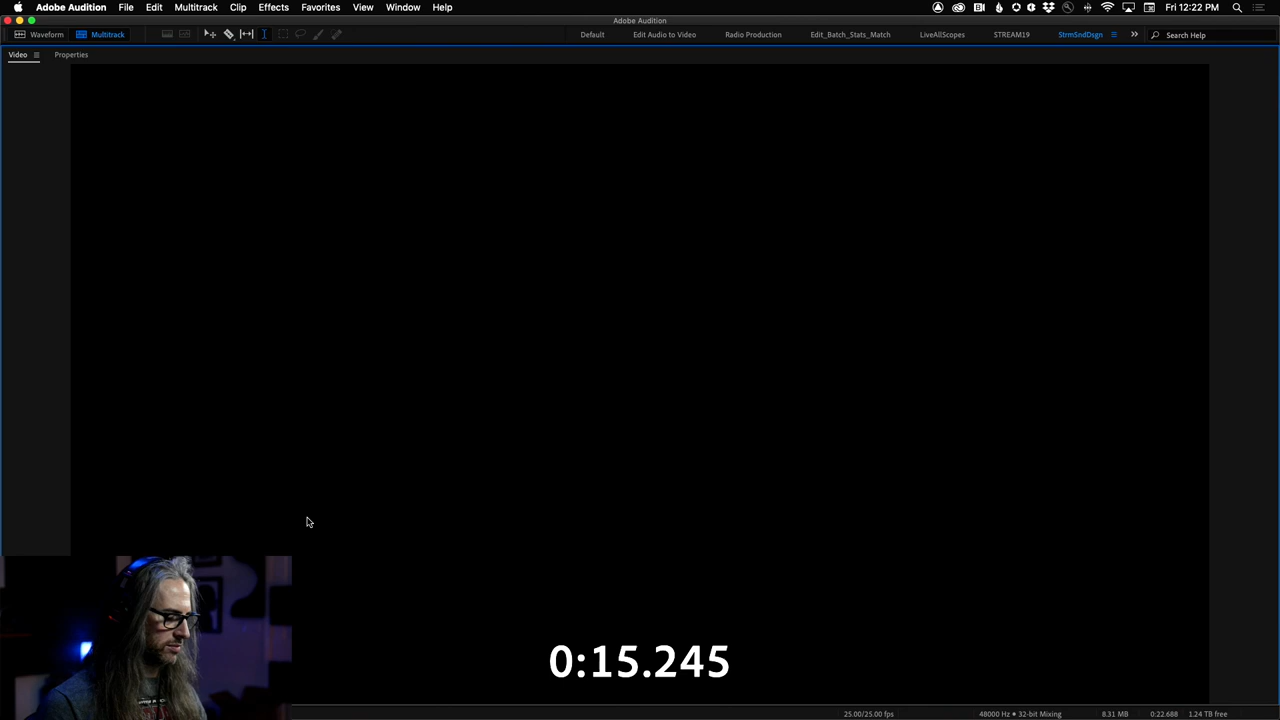 Adobe Audition File Edit Multitrack Clip Effects Favorites View Window Help Fri 12:22 PM
Adobe Audition
Waveform Multitrack Default Edit Audio to Video Radio Production Edit_Batch_Stats_Match LiveAllScopes STREAM19 StrmSndDsgn Search Help
Video Properties
0:15.245
25.00/25.00 fps 48000 Hz • 32-bit Mixing 8.31 MB 0:22.688 1.24 TB free